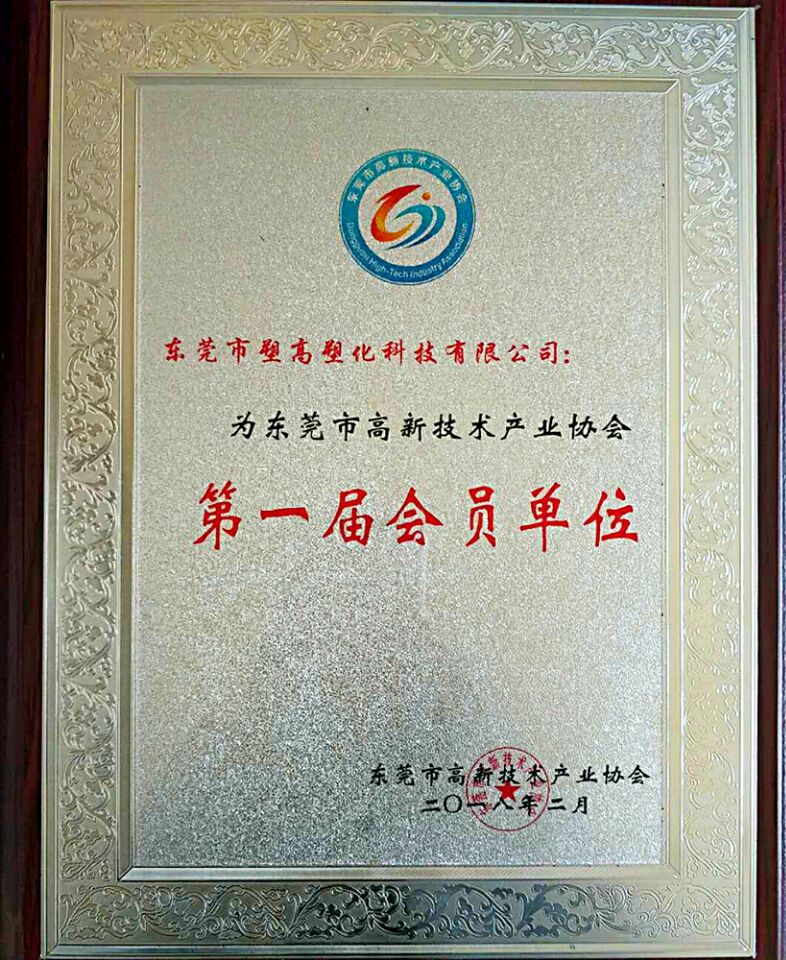 东莞市高新技术产业协会
Dongguan High-Tech Industry Association
东莞市塑高塑化科技有限公司：
为东莞市高新技术产业协会
第一届会员单位
东莞市高新技术产业协会
二〇一八年二月